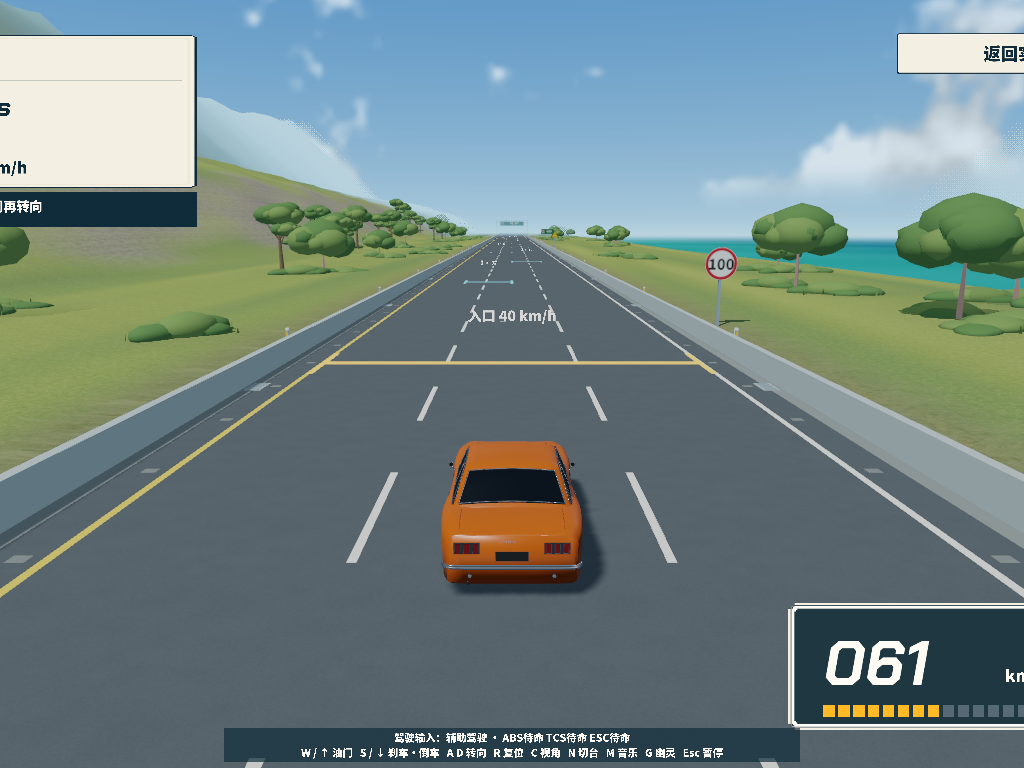 s
返回
m/h
再转向
100
入口 40 km/h
061
km
驾驶输入：辅助驾驶 · ABS待命 TCS待命 ESC待命
W / ↑ 油门 S / ↓ 刹车·倒车 A D 转向 R 复位 C 视角 N 切台 M 音乐 G 幽灵 Esc 暂停